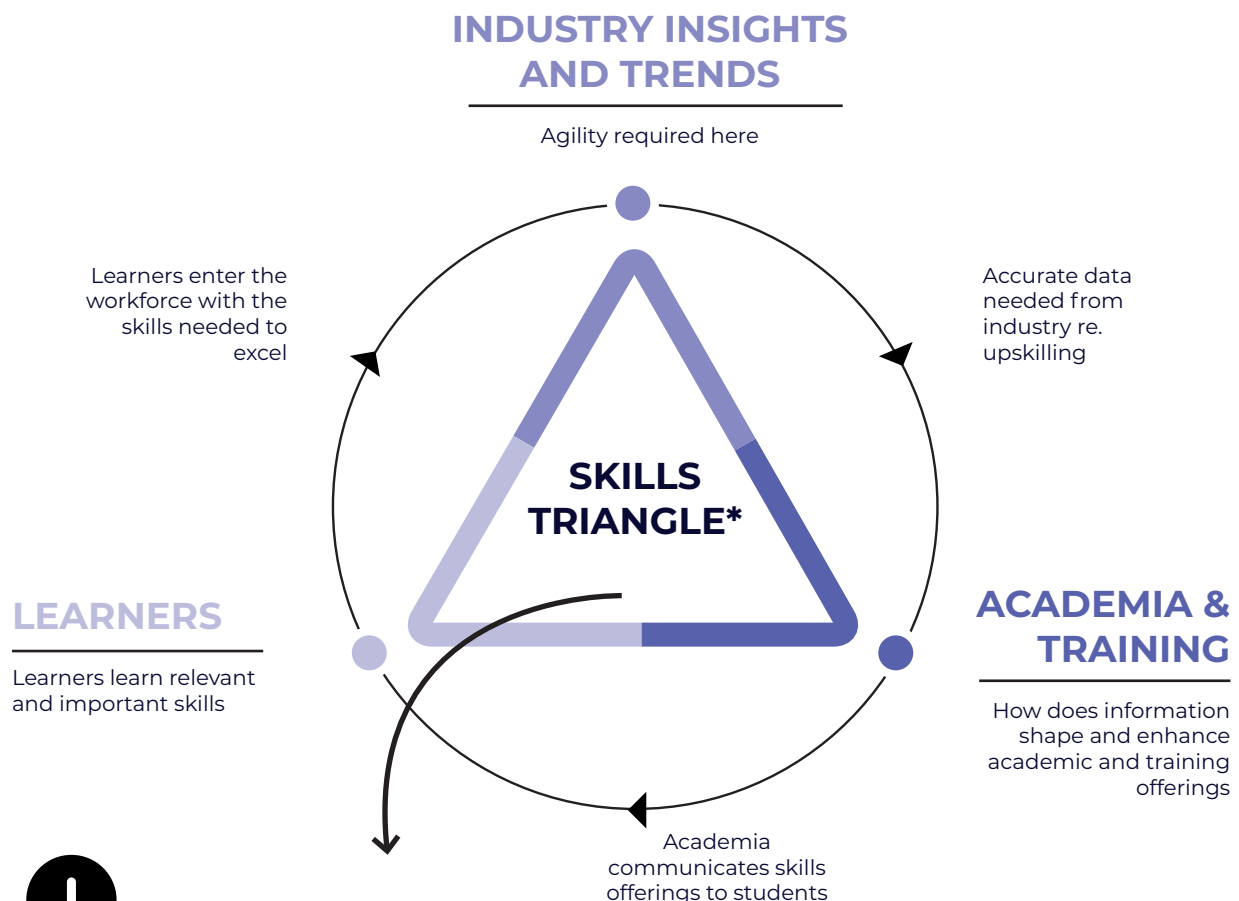 INDUSTRY INSIGHTS
AND TRENDS
Agility required here
Learners enter the
workforce with the
skills needed to
excel
Accurate data
needed from
industry re.
upskilling
SKILLS
TRIANGLE*
LEARNERS
Learners learn relevant
and important skills
ACADEMIA &
TRAINING
How does information
shape and enhance
academic and training
offerings
Academia
communicates skills
offerings to students